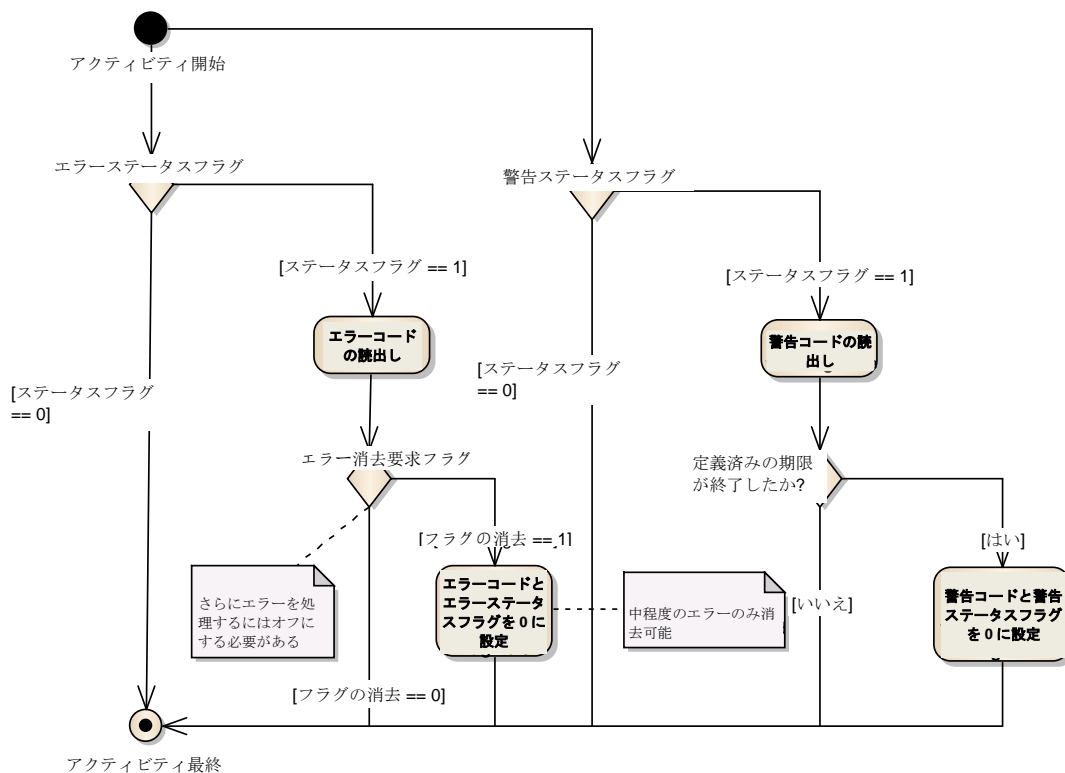 アクティビティ開始
エラーステータスフラグ
警告ステータスフラグ
[ステータスフラグ == 1]
[ステータスフラグ == 1]
エラーコード
の読出し
警告コードの読
出し
[ステータスフラグ
== 0]
[ステータスフラグ
== 0]
エラー消去要求フラグ
定義済みの期限
が終了したか?
[フラグの消去 == 1]
[はい]
さらにエラーを処
理するにはオフに
する必要がある
エラーコードと
エラーステータ
スフラグを 0 に
設定
中程度のエラーのみ消
去可能
[いいえ]
警告コードと警告
ステータスフラグ
を 0 に設定
[フラグの消去 == 0]
アクティビティ最終